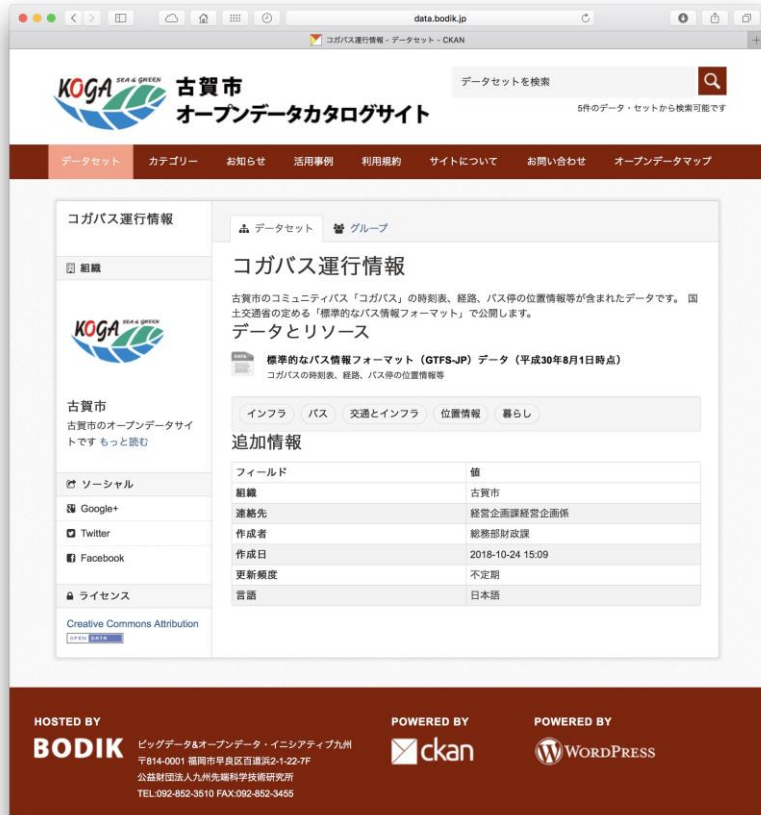 data.bodik.jp
コガバス運行情報 - データセット - CKAN
KOGA SEA & GREEN
古賀市
オープンデータカタログサイト
データセットを検索
5件のデータ・セットから検索可能です
データセット カテゴリー お知らせ 活用事例 利用規約 サイトについて お問い合わせ オープンデータマップ
コガバス運行情報
組織
KOGA SEA & GREEN
古賀市
古賀市のオープンデータサイ
トです もっと読む
ソーシャル
Google+
Twitter
Facebook
ライセンス
Creative Commons Attribution
OPEN DATA
データセット グループ
コガバス運行情報
古賀市のコミュニティバス「コガバス」の時刻表、経路、バス停の位置情報等が含まれたデータです。 国
土交通省の定める「標準的なバス情報フォーマット」で公開します。
データとリソース
DATA
標準的なバス情報フォーマット（GTFS-JP）データ（平成30年8月1日時点）
コガバスの時刻表、経路、バス停の位置情報等
インフラ バス 交通とインフラ 位置情報 暮らし
追加情報
フィールド 値
組織 古賀市
連絡先 経営企画課経営企画係
作成者 総務部財政課
作成日 2018-10-24 15:09
更新頻度 不定期
言語 日本語
HOSTED BY
BODIK
ビッグデータ&オープンデータ・イニシアティブ九州
〒814-0001 福岡市早良区百道浜2-1-22-7F
公益財団法人九州先端科学技術研究所
TEL:092-852-3510 FAX:092-852-3455
POWERED BY
ckan
POWERED BY
WORDPRESS